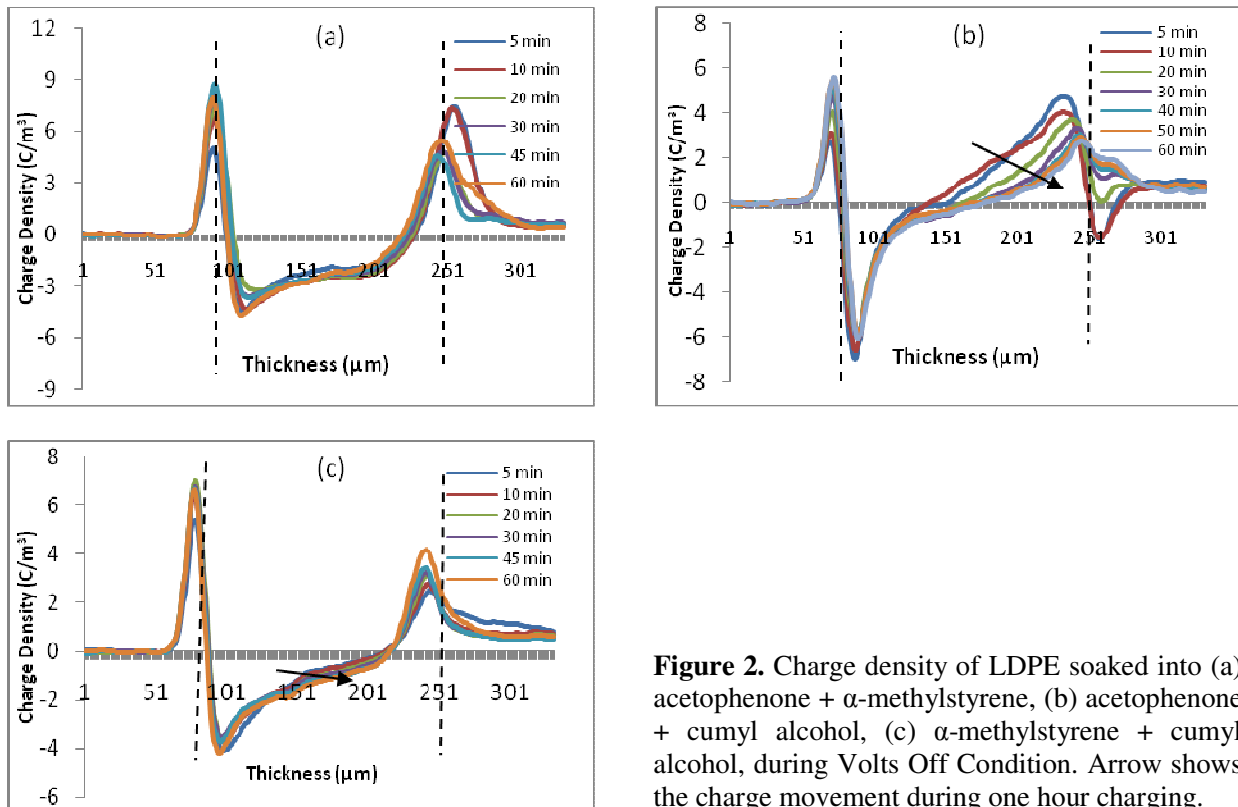 (a)
12
9
6
3
0
-3
-6
-9
Charge Density (C/m³)
1 51 101 151 201 251 301
Thickness (μm)
5 min
10 min
20 min
30 min
45 min
60 min
(b)
8
6
4
2
0
-2
-4
-6
-8
Charge Density (C/m³)
1 51 101 151 201 251 301
Thickness (μm)
5 min
10 min
20 min
30 min
40 min
50 min
60 min
(c)
8
6
4
2
0
-2
-4
-6
Charge Density (C/m³)
1 51 101 151 201 251 301
Thickness (μm)
5 min
10 min
20 min
30 min
45 min
60 min
Figure 2. Charge density of LDPE soaked into (a)
acetophenone + α-methylstyrene, (b) acetophenone
+ cumyl alcohol, (c) α-methylstyrene + cumyl
alcohol, during Volts Off Condition. Arrow shows
the charge movement during one hour charging.